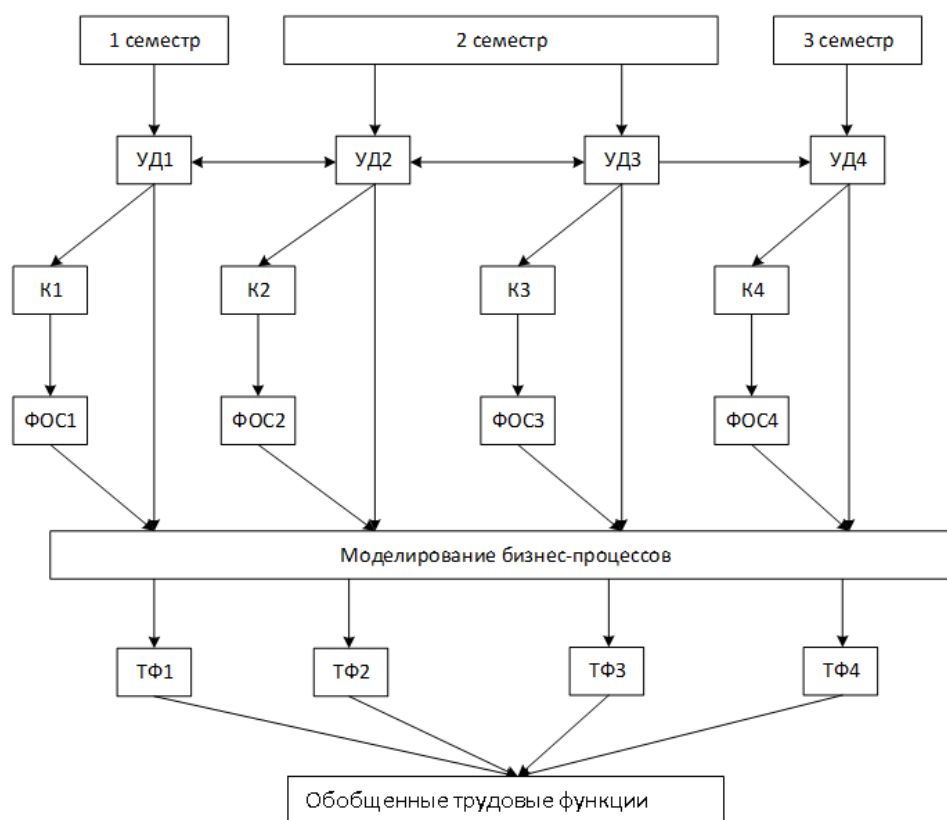 1 семестр
2 семестр
3 семестр
УД1
УД2
УД3
УД4
К1
К2
К3
К4
ФОС1
ФОС2
ФОС3
ФОС4
Моделирование бизнес-процессов
ТФ1
ТФ2
ТФ3
ТФ4
Обобщенные трудовые функции